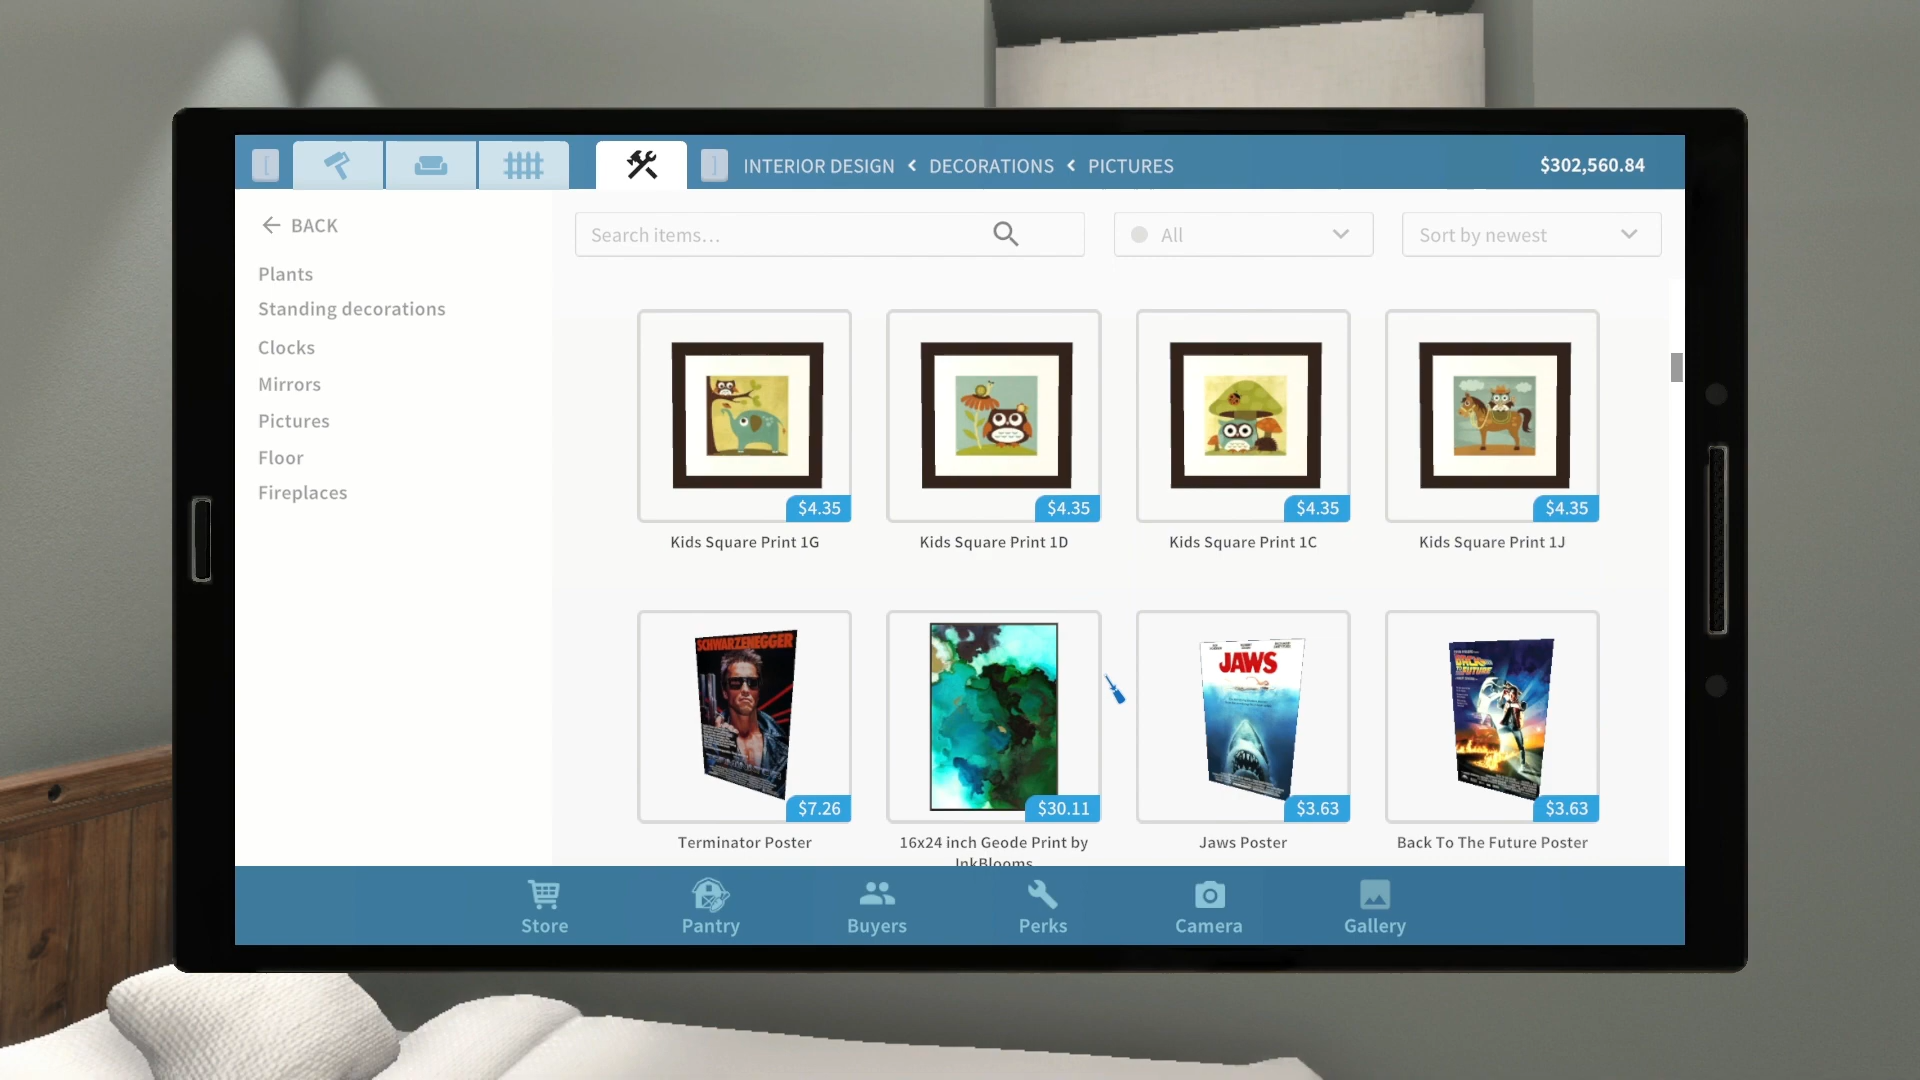 INTERIOR DESIGN < DECORATIONS < PICTURES
$302,560.84
BACK
Plants
Standing decorations
Clocks
Mirrors
Pictures
Floor
Fireplaces
Search items...
All
Sort by newest
$4.35
$4.35
$4.35
$4.35
Kids Square Print 1G
Kids Square Print 1D
Kids Square Print 1C
Kids Square Print 1J
SCHWARZENEGGER
JAWS
BACK
TO THE FUTURE
$7.26
$30.11
$3.63
$3.63
Terminator Poster
16x24 inch Geode Print by
InkBlooms
Jaws Poster
Back To The Future Poster
Store
Pantry
Buyers
Perks
Camera
Gallery